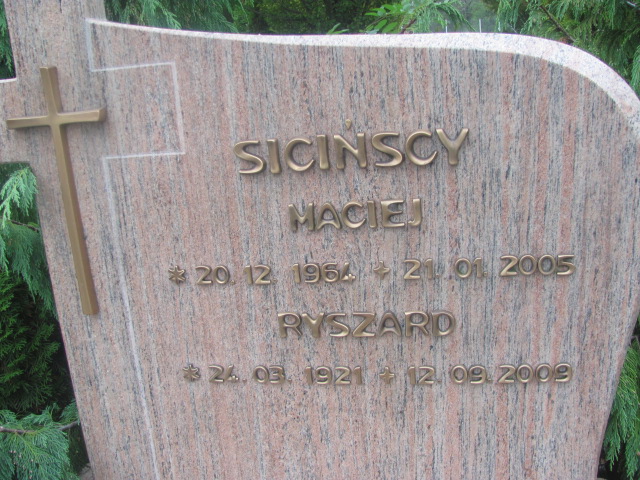 SICIŃSCY
MACIEJ
* 20. 12. 1964 + 21. 01. 2005
RYSZARD
* 24. 03. 1921 + 12. 09. 2009